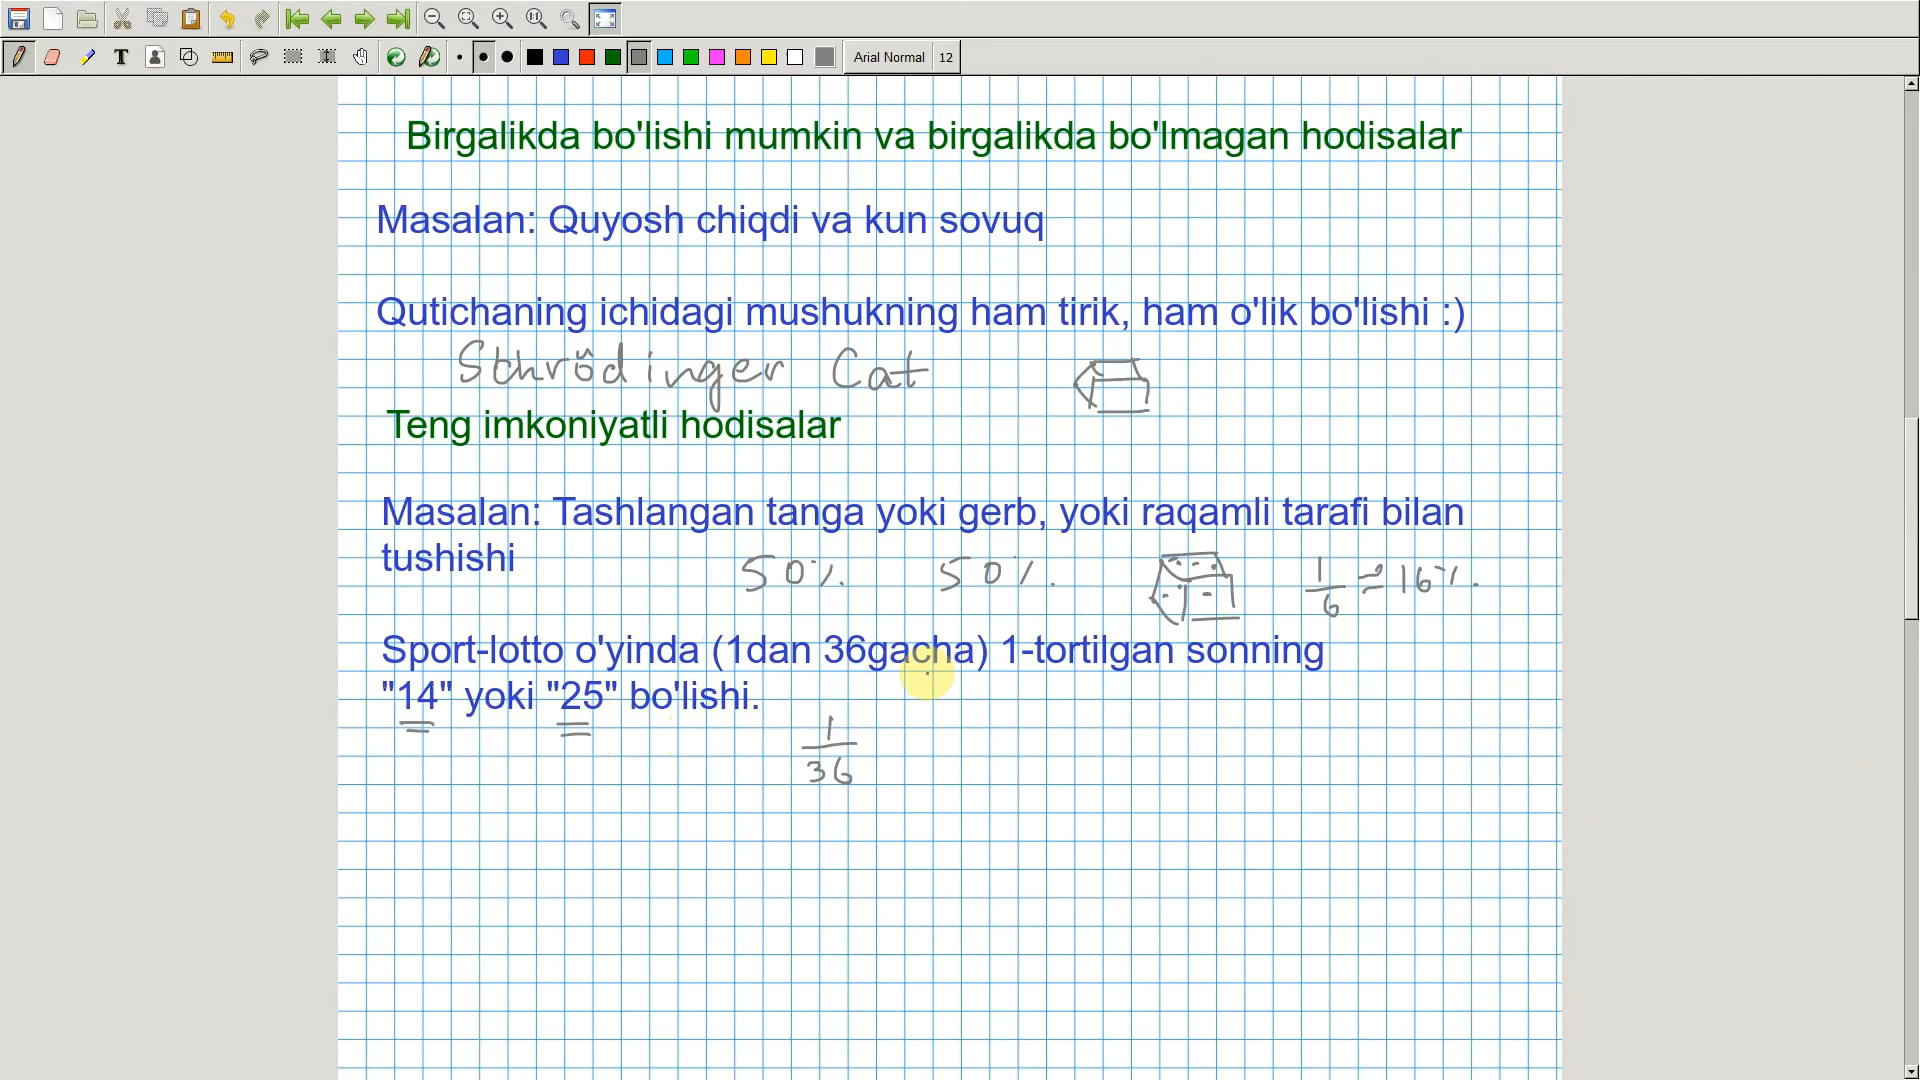 Arial Normal 12
Birgalikda bo'lishi mumkin va birgalikda bo'lmagan hodisalar
Masalan: Quyosh chiqdi va kun sovuq
Qutichaning ichidagi mushukning ham tirik, ham o'lik bo'lishi :)
Schrödinger Cat
Teng imkoniyatli hodisalar
Masalan: Tashlangan tanga yoki gerb, yoki raqamli tarafi bilan
tushishi
50% 50% 1/6 ≈ 16%
Sport-lotto o'yinda (1dan 36gacha) 1-tortilgan sonning
"14" yoki "25" bo'lishi.
1/36